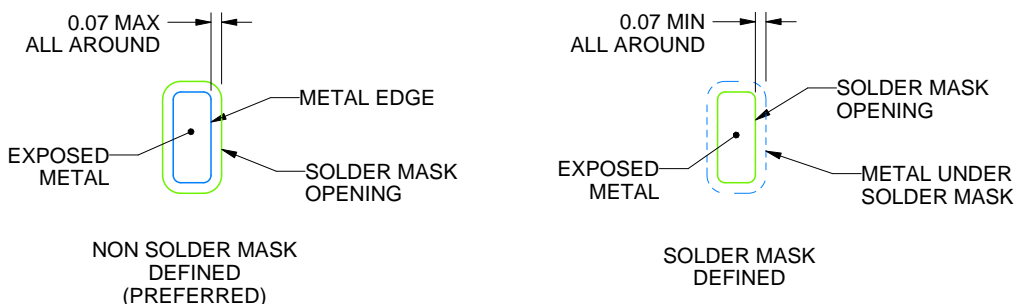 0.07 MAX
ALL AROUND
METAL EDGE
EXPOSED
METAL
SOLDER MASK
OPENING
NON SOLDER MASK
DEFINED
(PREFERRED)
0.07 MIN
ALL AROUND
SOLDER MASK
OPENING
EXPOSED
METAL
METAL UNDER
SOLDER MASK
SOLDER MASK
DEFINED